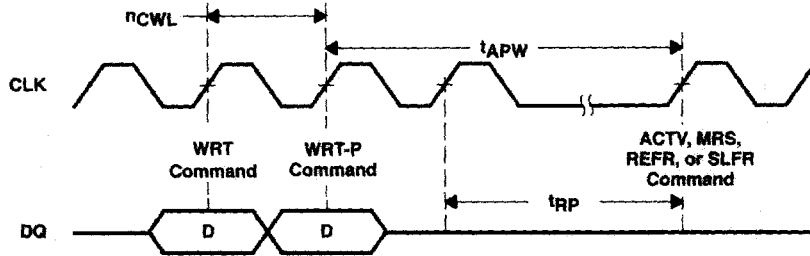 nCWL
tAPW
CLK
WRT
Command
WRT-P
Command
ACTV, MRS,
REFR, or SLFR
Command
tRP
DQ
D
D